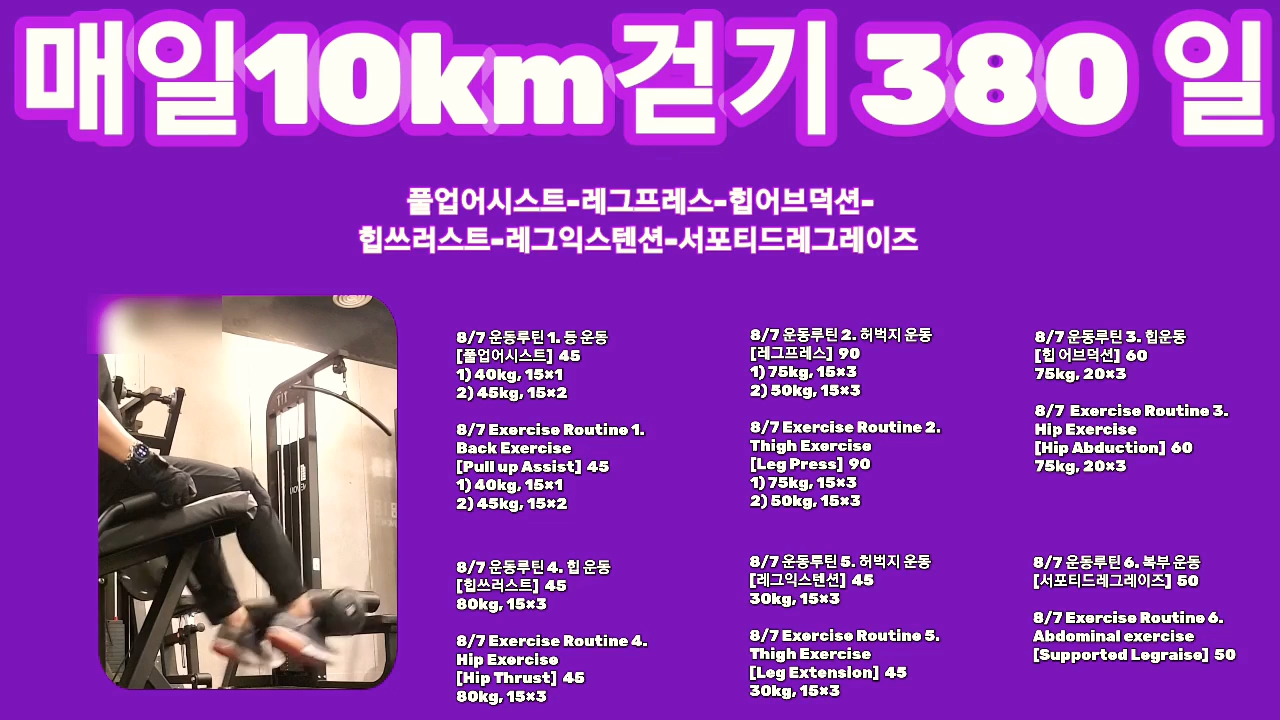 매일10km걷기 380 일
풀업어시스트-레그프레스-힙어브덕션-
힙쓰러스트-레그익스텐션-서포티드레그레이즈
8/7 운동루틴 1. 등 운동
[풀업어시스트] 45
1) 40kg, 15×1
2) 45kg, 15×2
8/7 Exercise Routine 1.
Back Exercise
[Pull up Assist] 45
1) 40kg, 15×1
2) 45kg, 15×2
8/7 운동루틴 2. 허벅지 운동
[레그프레스] 90
1) 75kg, 15×3
2) 50kg, 15×3
8/7 Exercise Routine 2.
Thigh Exercise
[Leg Press] 90
1) 75kg, 15×3
2) 50kg, 15×3
8/7 운동루틴 3. 힙운동
[힙 어브덕션] 60
75kg, 20×3
8/7 Exercise Routine 3.
Hip Exercise
[Hip Abduction] 60
75kg, 20×3
8/7 운동루틴 4. 힙 운동
[힙쓰러스트] 45
80kg, 15×3
8/7 Exercise Routine 4.
Hip Exercise
[Hip Thrust] 45
80kg, 15×3
8/7 운동루틴 5. 허벅지 운동
[레그익스텐션] 45
30kg, 15×3
8/7 Exercise Routine 5.
Thigh Exercise
[Leg Extension] 45
30kg, 15×3
8/7 운동루틴 6. 복부 운동
[서포티드레그레이즈] 50
8/7 Exercise Routine 6.
Abdominal exercise
[Supported Legraise] 50